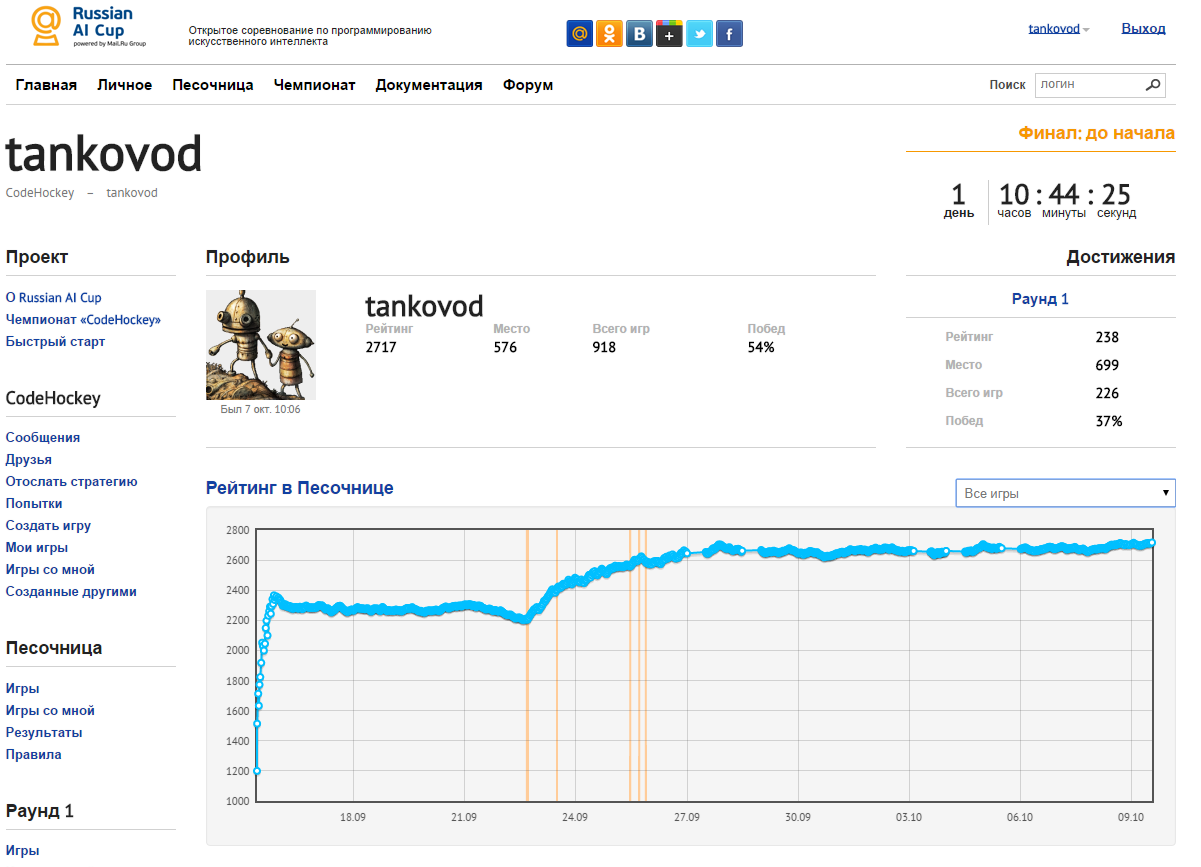 Russian
AI Cup
powered by Mail.Ru Group
Открытое соревнование по программированию
искусственного интеллекта
@ B + f
tankovod Выход
Главная Личное Песочница Чемпионат Документация Форум Поиск логин
tankovod
CodeHockey – tankovod
Финал: до начала
1 10 : 44 : 25
день часов минуты секунд
Проект
О Russian AI Cup
Чемпионат «CodeHockey»
Быстрый старт
CodeHockey
Сообщения
Друзья
Отослать стратегию
Попытки
Создать игру
Мои игры
Игры со мной
Созданные другими
Песочница
Игры
Игры со мной
Результаты
Правила
Раунд 1
Игры
Профиль
tankovod
Рейтинг Место Всего игр Побед
2717 576 918 54%
Был 7 окт. 10:06
Достижения
Раунд 1
Рейтинг 238
Место 699
Всего игр 226
Побед 37%
Рейтинг в Песочнице
Все игры
2800
2600
2400
2200
2000
1800
1600
1400
1200
1000
18.09 21.09 24.09 27.09 30.09 03.10 06.10 09.10